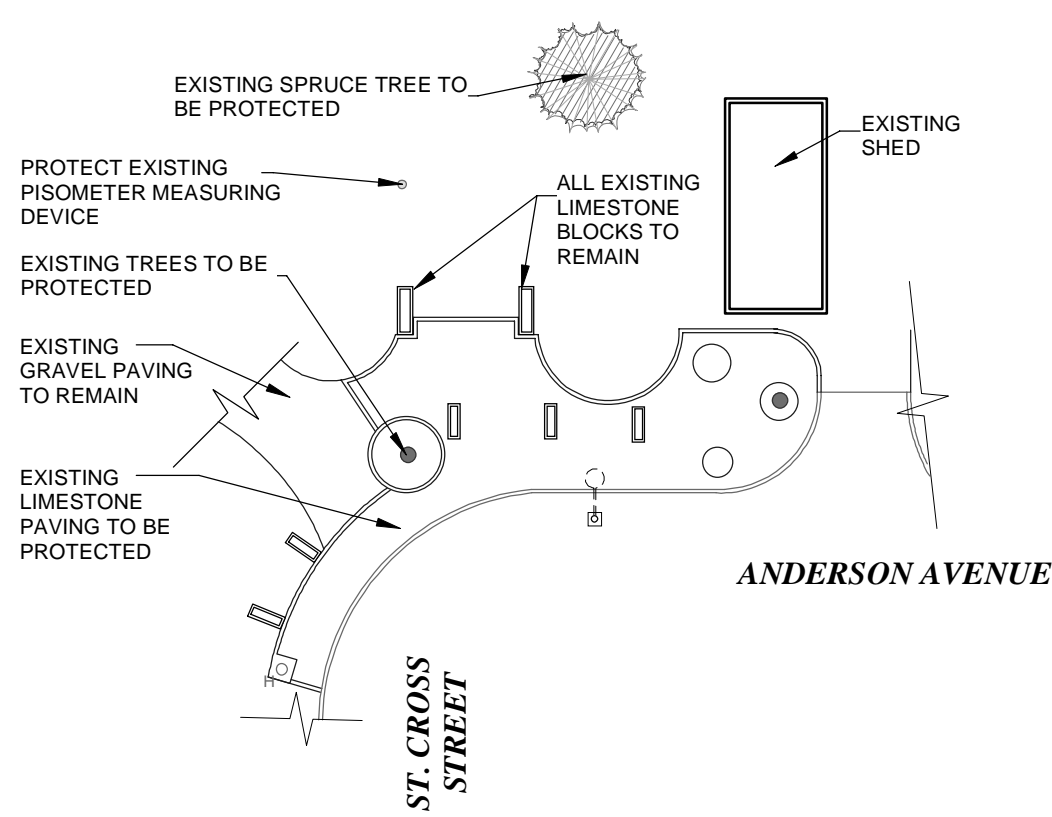 EXISTING SPRUCE TREE TO
BE PROTECTED
EXISTING
SHED
PROTECT EXISTING
PISOMETER MEASURING
DEVICE
ALL EXISTING
LIMESTONE
BLOCKS TO
REMAIN
EXISTING TREES TO BE
PROTECTED
EXISTING
GRAVEL PAVING
TO REMAIN
EXISTING
LIMESTONE
PAVING TO BE
PROTECTED
ANDERSON AVENUE
H
ST. CROSS
STREET